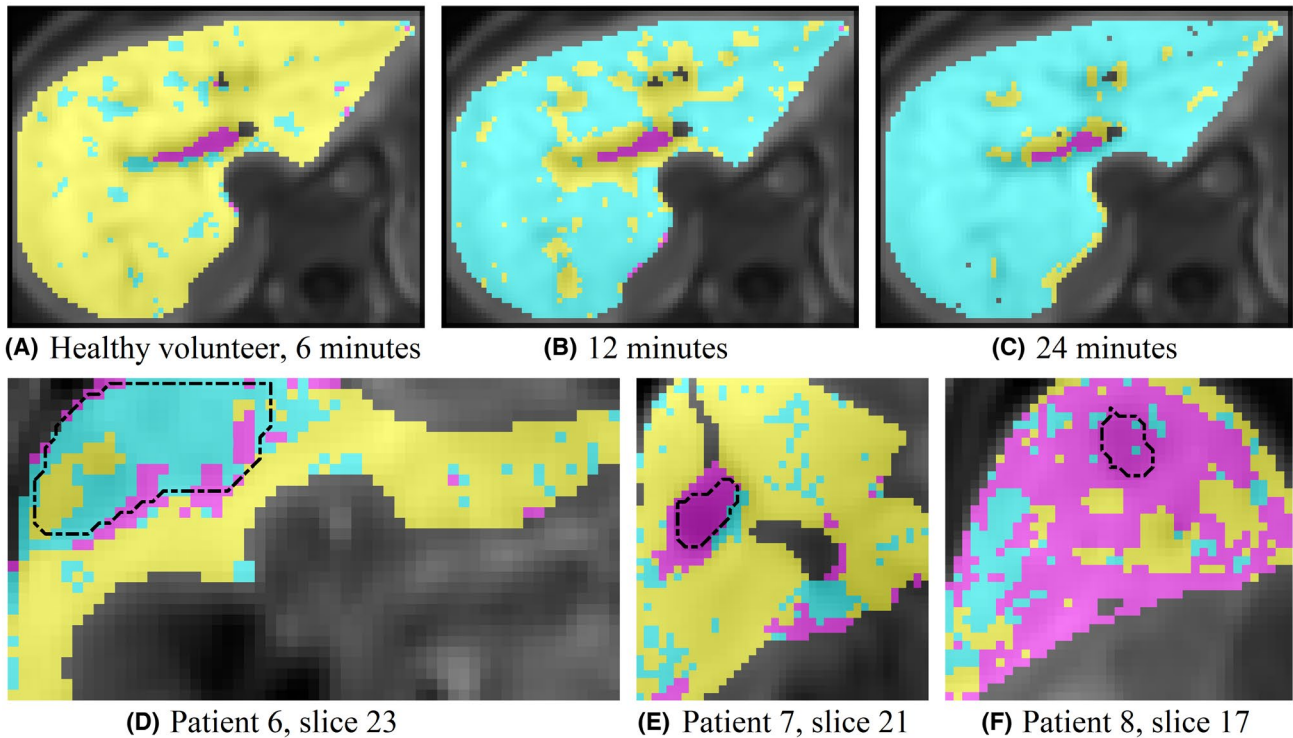 (A) Healthy volunteer, 6 minutes
(B) 12 minutes
(C) 24 minutes
(D) Patient 6, slice 23
(E) Patient 7, slice 21
(F) Patient 8, slice 17